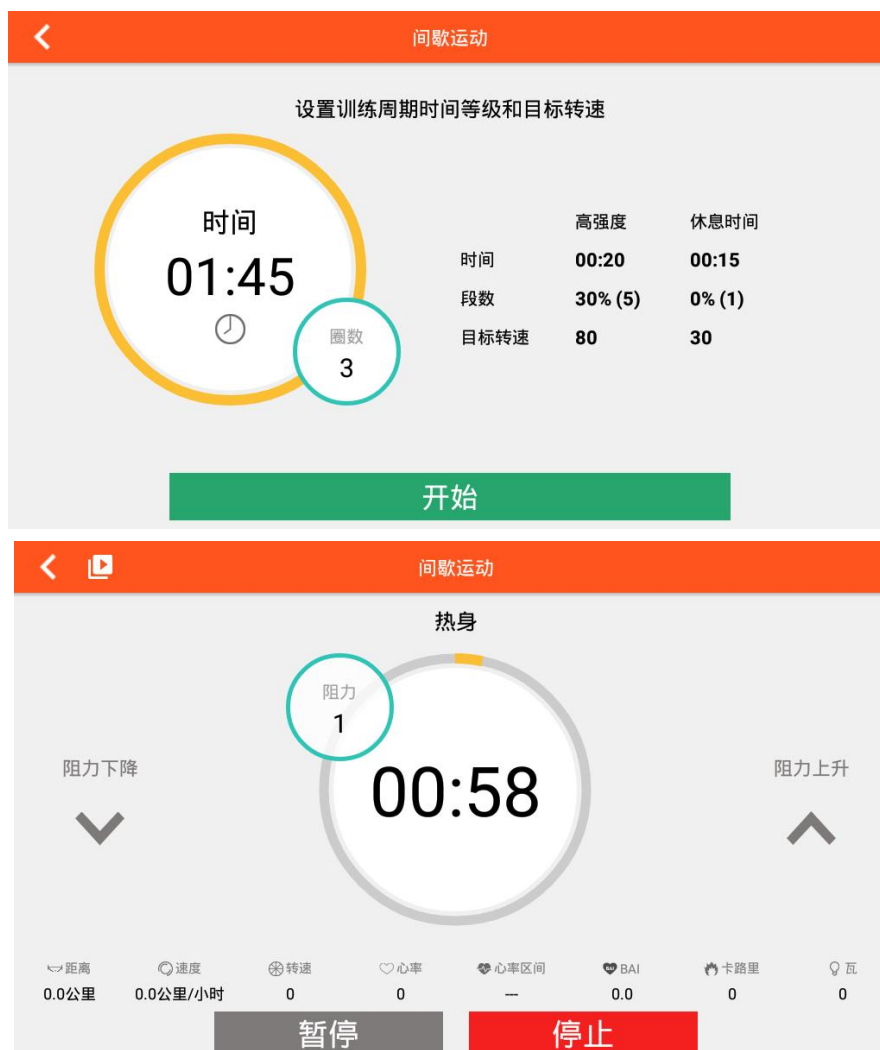 间歇运动
设置训练周期时间等级和目标转速
时间
01:45
圈数
3
高强度 休息时间
时间 00:20 00:15
段数 30% (5) 0% (1)
目标转速 80 30
开始
间歇运动
热身
阻力
1
00:58
阻力下降
阻力上升
距离 速度 转速 心率 心率区间 BAI 卡路里 瓦
0.0公里 0.0公里/小时 0 0 --- 0.0 0 0
暂停 停止